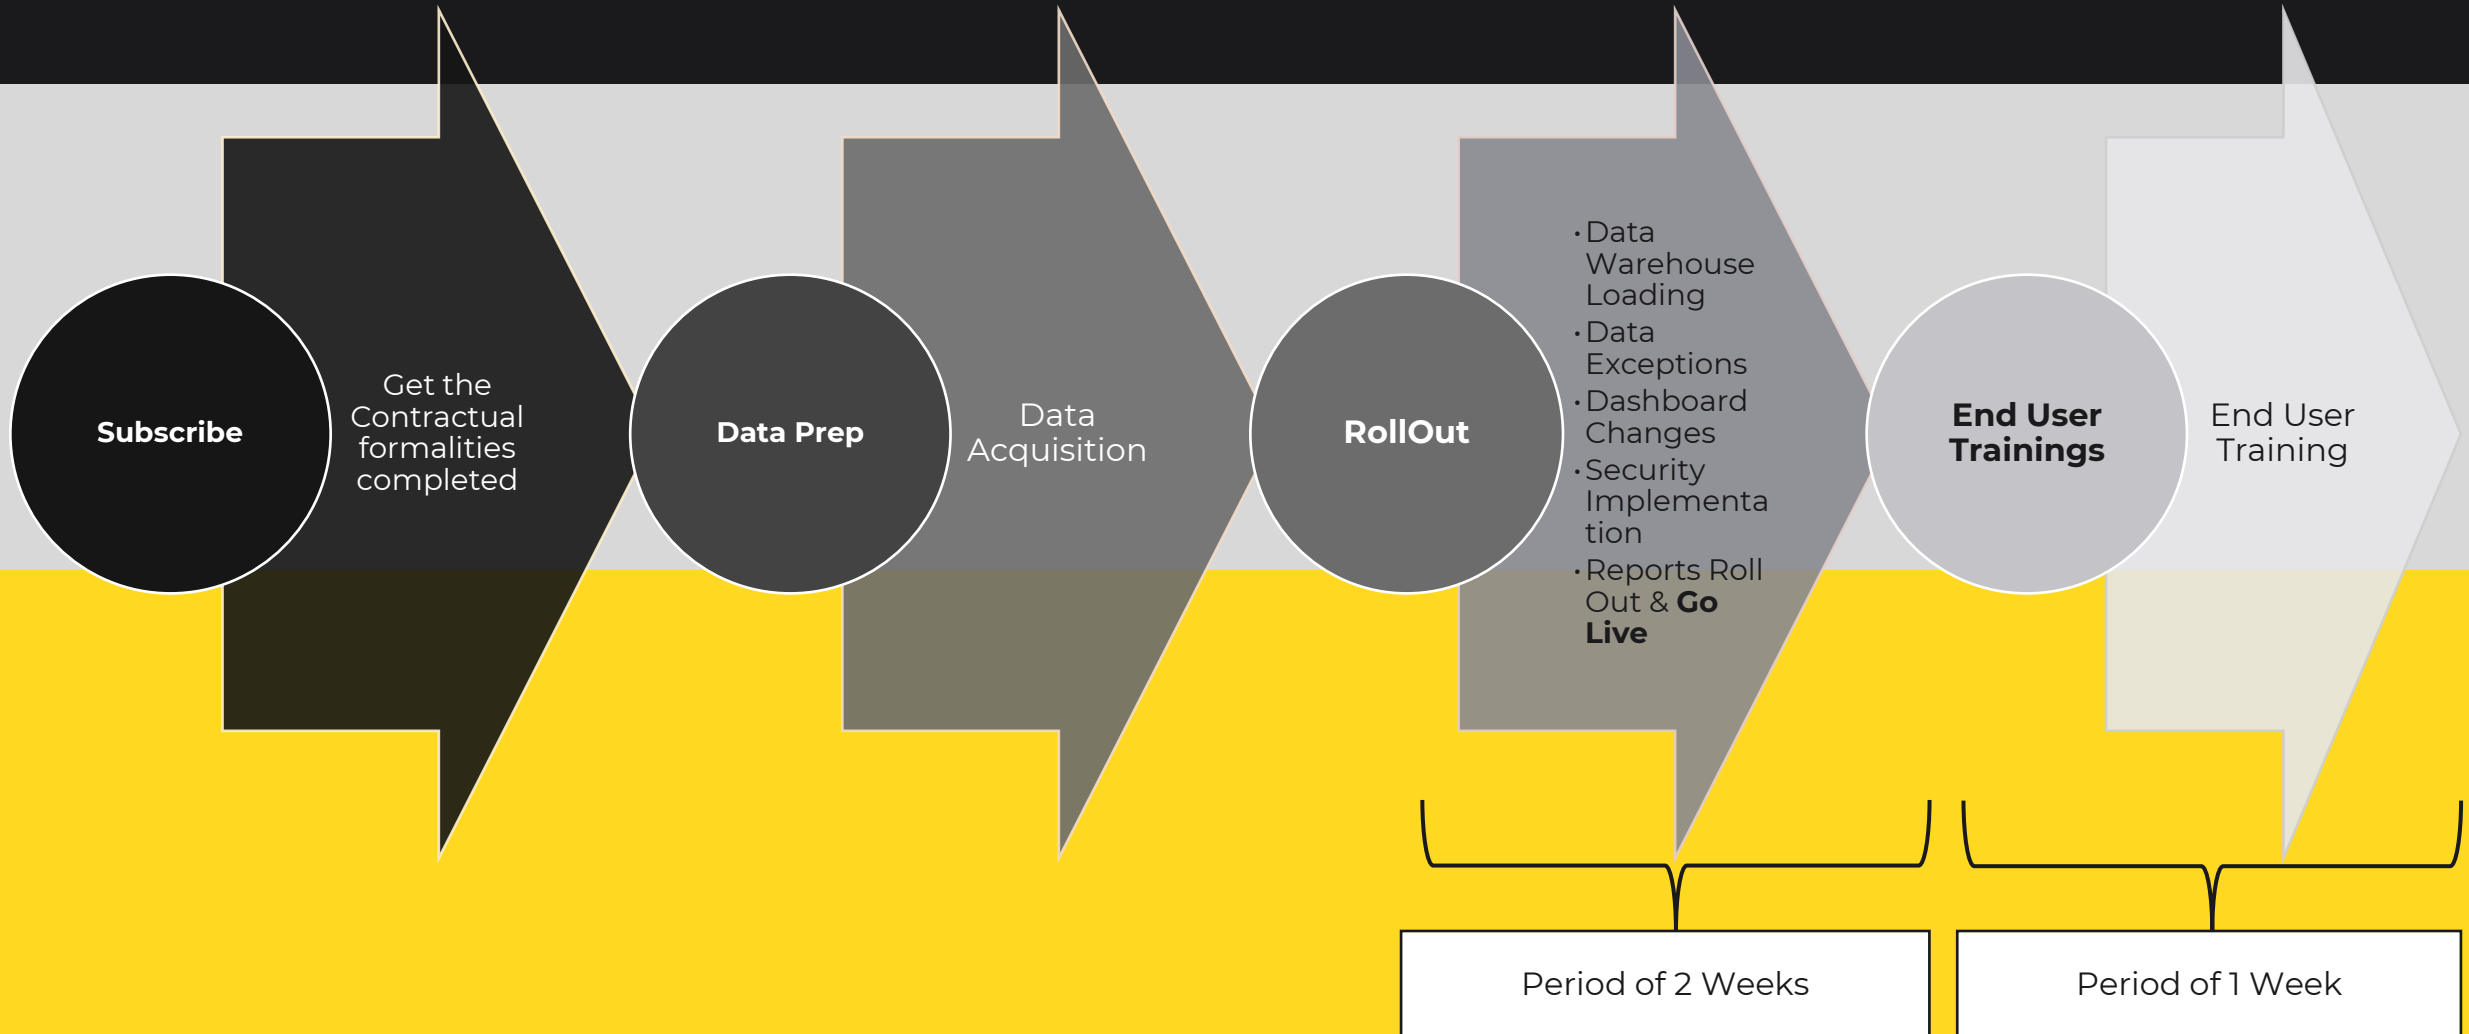 Subscribe
Get the
Contractual
formalities
completed
Data Prep
Data
Acquisition
RollOut
• Data
Warehouse
Loading
• Data
Exceptions
• Dashboard
Changes
• Security
Implementa
tion
• Reports Roll
Out & Go
Live
End User
Trainings
End User
Training
Period of 2 Weeks
Period of 1 Week